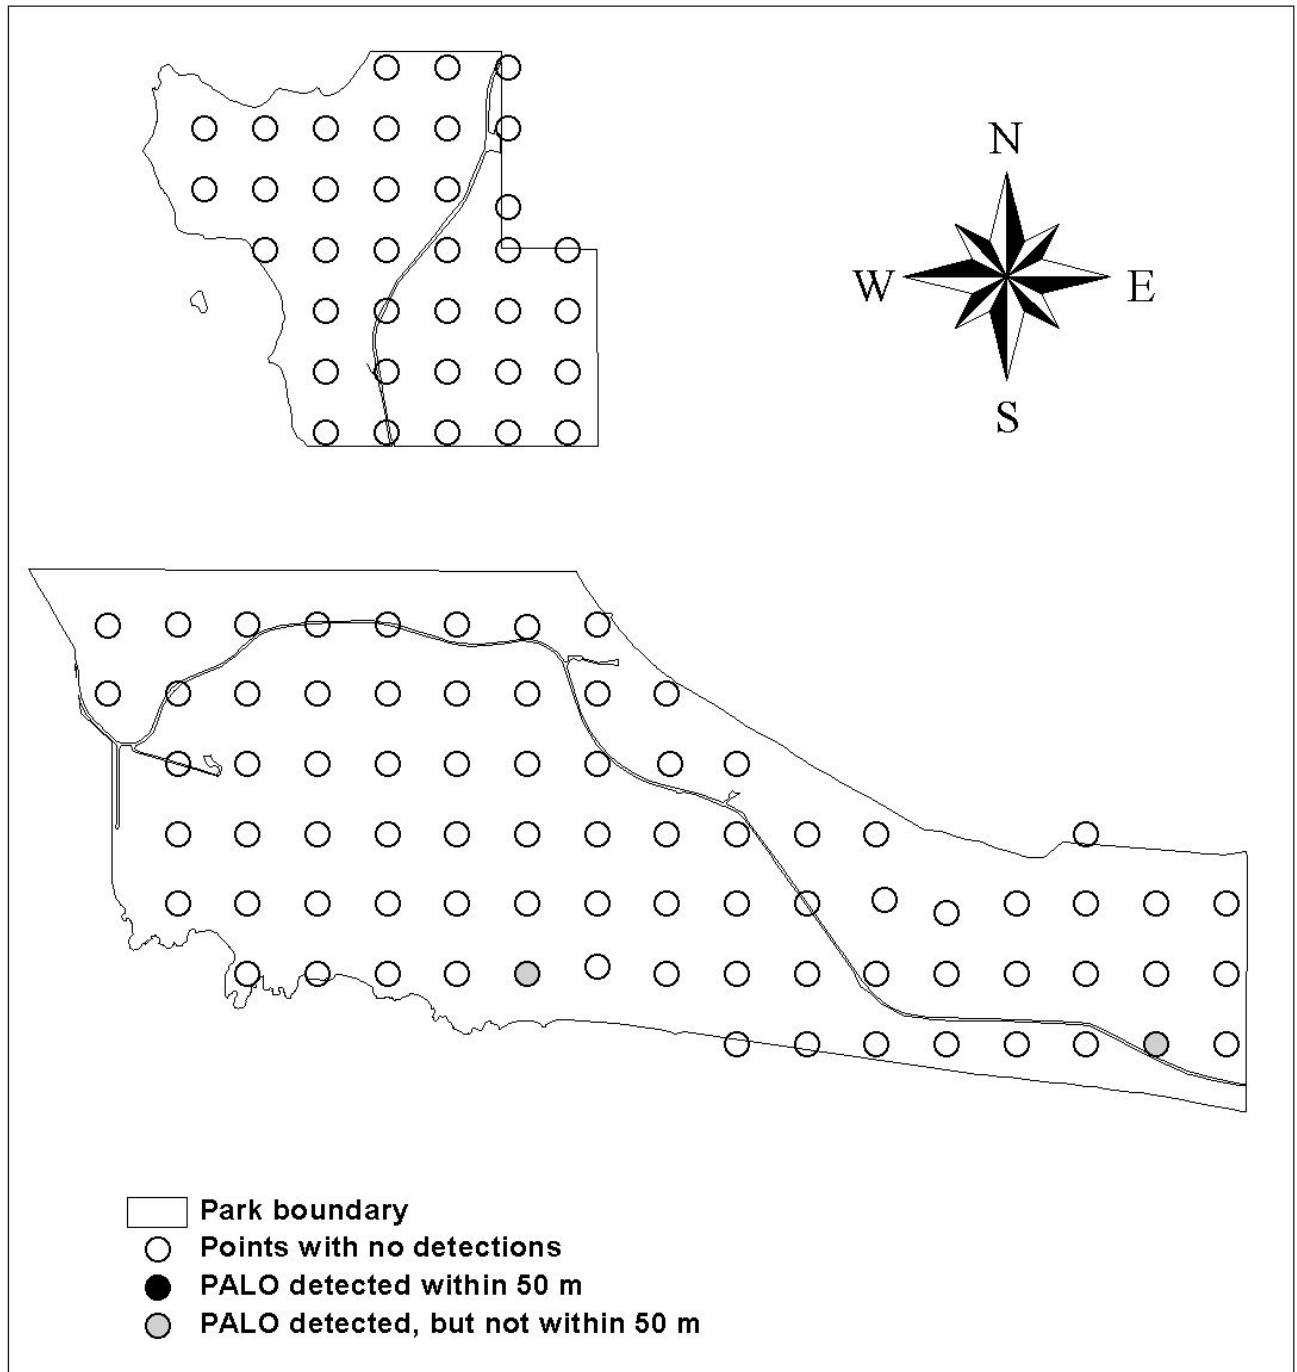 N
W
E
S
Park boundary
Points with no detections
PALO detected within 50 m
PALO detected, but not within 50 m